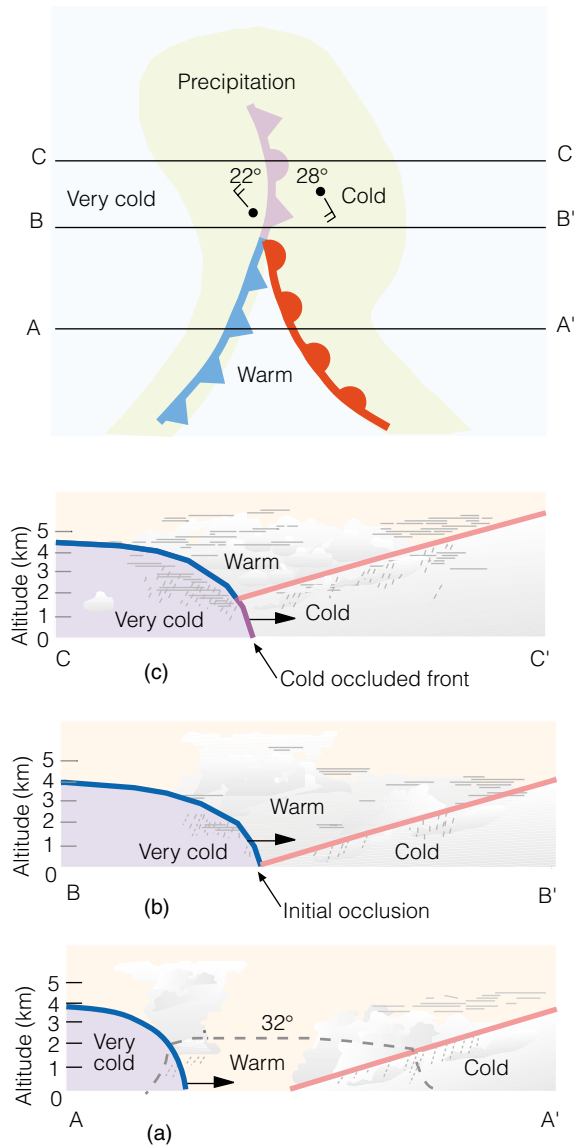 Precipitation
C C'
22° 28°
Very cold Cold
B B'
A A'
Warm
Altitude (km)
5
4
3
2
1
0
Warm
Very cold
Cold
C C'
(c)
Cold occluded front
Altitude (km)
5
4
3
2
1
0
Warm
Very cold
Cold
B B'
(b)
Initial occlusion
Altitude (km)
5
4
3
2
1
0
32°
Very
cold
Warm
Cold
A A'
(a)